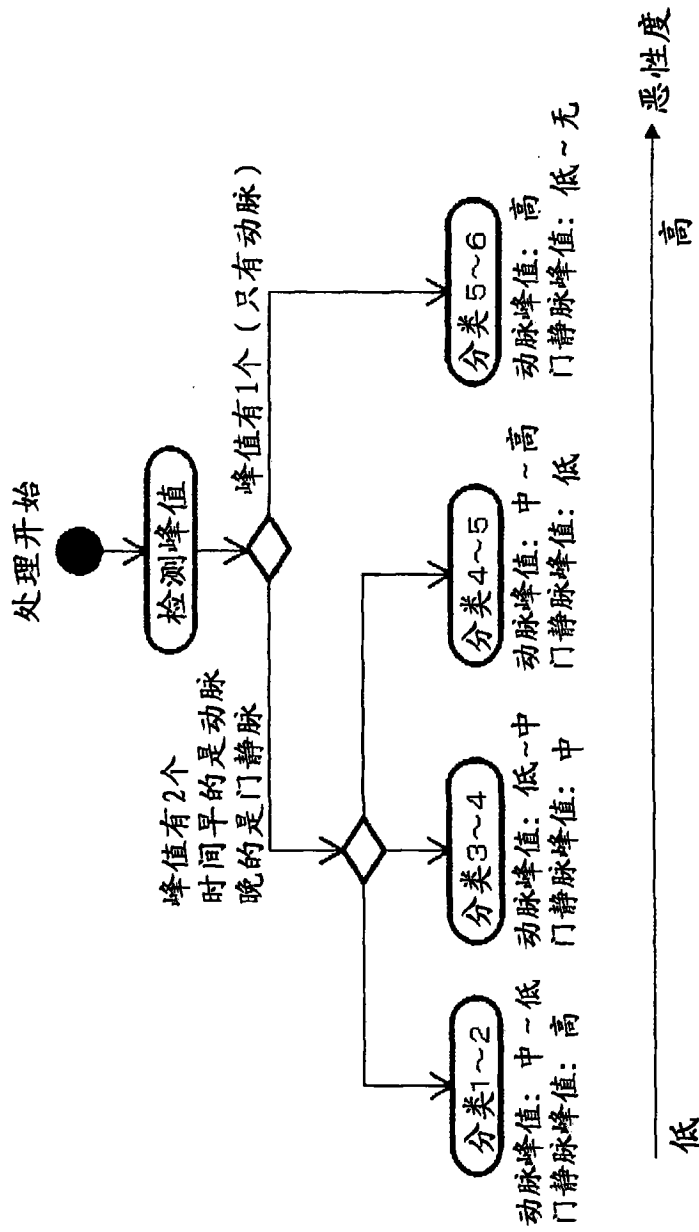 处理开始
检测峰值
峰值有2个
时间早的是动脉
晚的是门静脉
峰值有1个（只有动脉）
分类1～2
动脉峰值：中～低
门静脉峰值：高
分类3～4
动脉峰值：低~中
门静脉峰值：中
分类4～5
动脉峰值：中～高
门静脉峰值：低
分类5～6
动脉峰值：高
门静脉峰值：低～无
低
高
恶性度